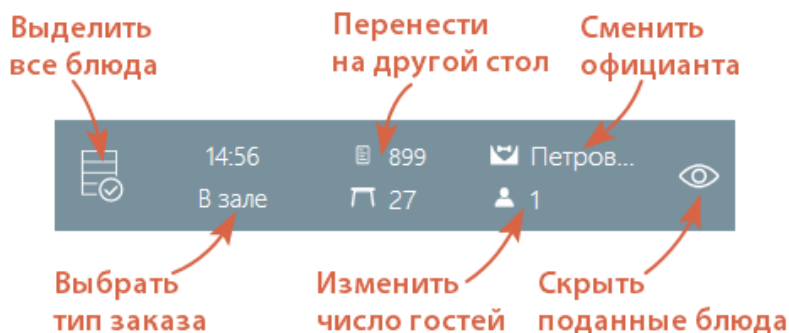 Выделить
все блюда
Перенести
на другой стол
Сменить
официанта
14:56
899
Петров...
В зале
27
1
Выбрать
тип заказа
Изменить
число гостей
Скрыть
поданные блюда